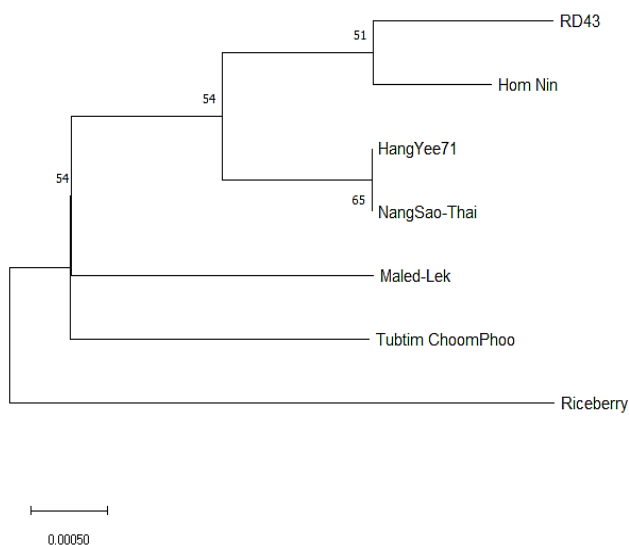 51
RD43
Hom Nin
54
HangYee71
54
65
NangSao-Thai
Maled-Lek
Tubtim ChoomPhoo
Riceberry
0.00050